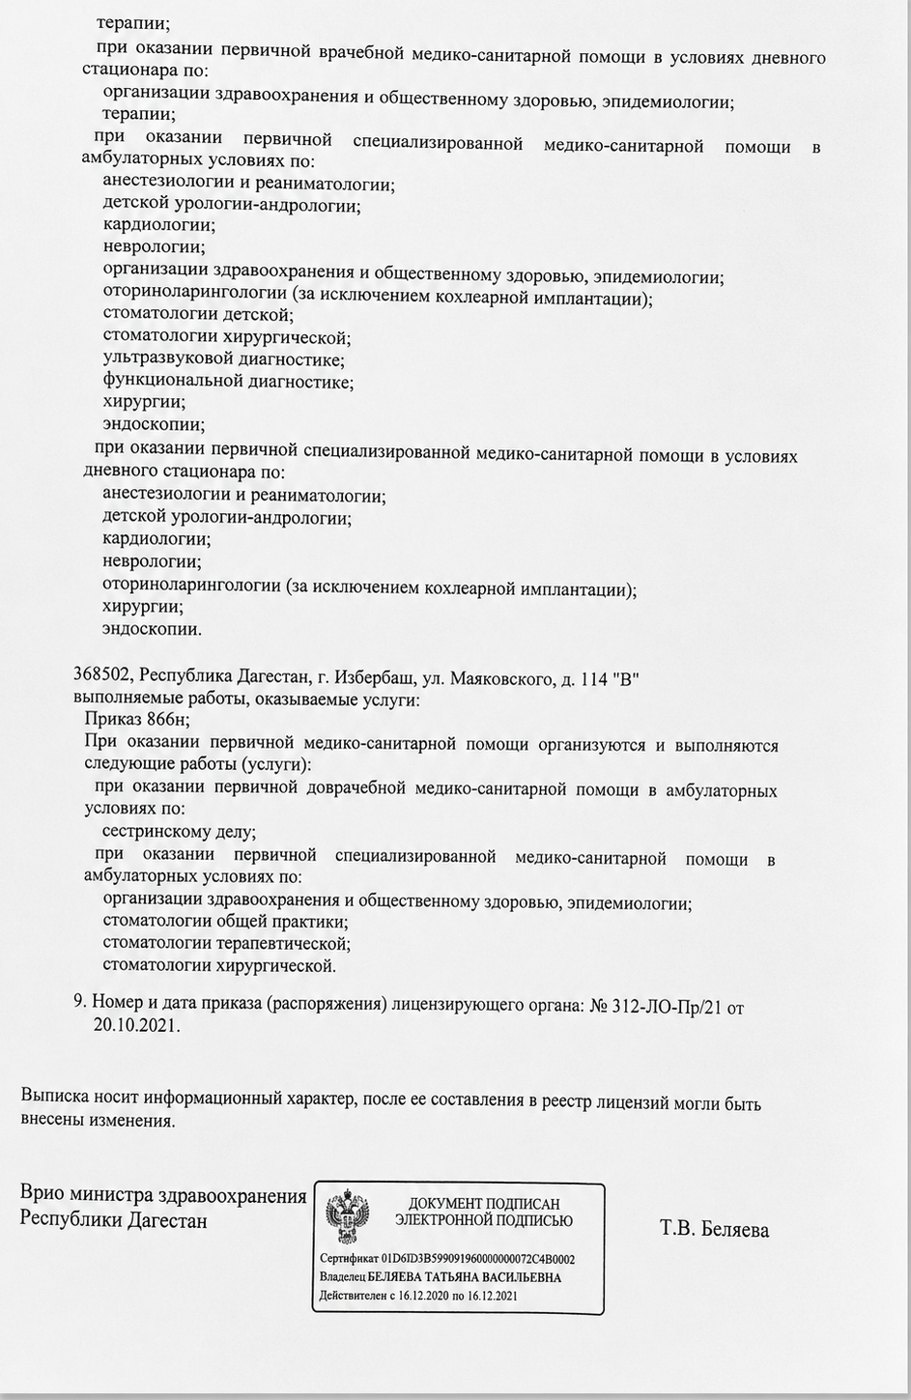 терапии;
при оказании первичной врачебной медико-санитарной помощи в условиях дневного
стационара по:
организации здравоохранения и общественному здоровью, эпидемиологии;
терапии;
при оказании первичной специализированной медико-санитарной помощи в
амбулаторных условиях по:
анестезиологии и реаниматологии;
детской урологии-андрологии;
кардиологии;
неврологии;
организации здравоохранения и общественному здоровью, эпидемиологии;
оториноларингологии (за исключением кохлеарной имплантации);
стоматологии детской;
стоматологии хирургической;
ультразвуковой диагностике;
функциональной диагностике;
хирургии;
эндоскопии;
при оказании первичной специализированной медико-санитарной помощи в условиях
дневного стационара по:
анестезиологии и реаниматологии;
детской урологии-андрологии;
кардиологии;
неврологии;
оториноларингологии (за исключением кохлеарной имплантации);
хирургии;
эндоскопии.
368502, Республика Дагестан, г. Избербаш, ул. Маяковского, д. 114 "В"
выполняемые работы, оказываемые услуги:
Приказ 866н;
При оказании первичной медико-санитарной помощи организуются и выполняются
следующие работы (услуги):
при оказании первичной доврачебной медико-санитарной помощи в амбулаторных
условиях по:
сестринскому делу;
при оказании первичной специализированной медико-санитарной помощи в
амбулаторных условиях по:
организации здравоохранения и общественному здоровью, эпидемиологии;
стоматологии общей практики;
стоматологии терапевтической;
стоматологии хирургической.
9. Номер и дата приказа (распоряжения) лицензирующего органа: № 312-ЛО-Пр/21 от
20.10.2021.
Выписка носит информационный характер, после ее составления в реестр лицензий могли быть
внесены изменения.
Врио министра здравоохранения
Республики Дагестан
ДОКУМЕНТ ПОДПИСАН
ЭЛЕКТРОННОЙ ПОДПИСЬЮ
Сертификат 01D6ID3B599091960000000072C4B0002
Владелец БЕЛЯЕВА ТАТЬЯНА ВАСИЛЬЕВНА
Действителен с 16.12.2020 по 16.12.2021
Т.В. Беляева